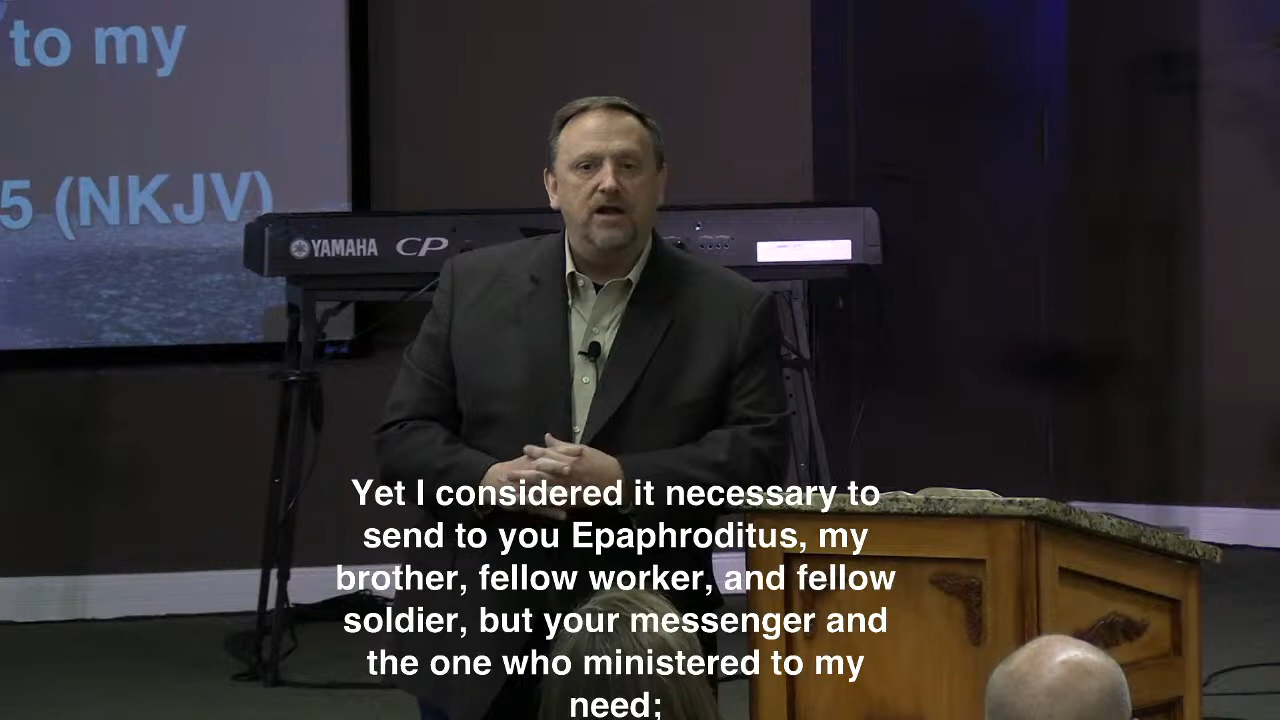 to my
5 (NKJV)
YAMAHA CP
Yet I considered it necessary to
send to you Epaphroditus, my
brother, fellow worker, and fellow
soldier, but your messenger and
the one who ministered to my
need;